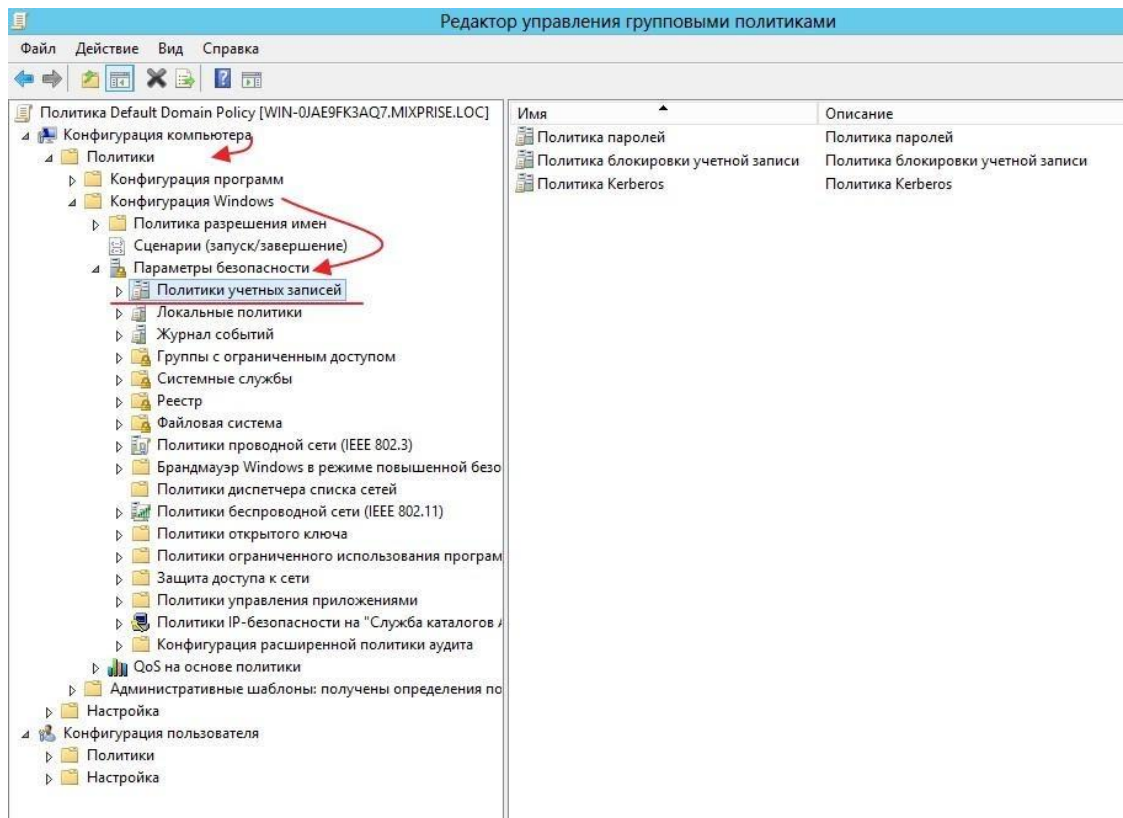 Редактор управления групповыми политиками
Файл Действие Вид Справка
Политика Default Domain Policy [WIN-0JAE9FK3AQ7.MIXPRISE.LOC]
Конфигурация компьютера
Политики
Конфигурация программ
Конфигурация Windows
Политика разрешения имен
Сценарии (запуск/завершение)
Параметры безопасности
Политики учетных записей
Локальные политики
Журнал событий
Группы с ограниченным доступом
Системные службы
Реестр
Файловая система
Политики проводной сети (IEEE 802.3)
Брандмауэр Windows в режиме повышенной безо
Политики диспетчера списка сетей
Политики беспроводной сети (IEEE 802.11)
Политики открытого ключа
Политики ограниченного использования програм
Защита доступа к сети
Политики управления приложениями
Политики IP-безопасности на "Служба каталогов A
Конфигурация расширенной политики аудита
QoS на основе политики
Административные шаблоны: получены определения по
Настройка
Конфигурация пользователя
Политики
Настройка
Имя Описание
Политика паролей Политика паролей
Политика блокировки учетной записи Политика блокировки учетной записи
Политика Kerberos Политика Kerberos